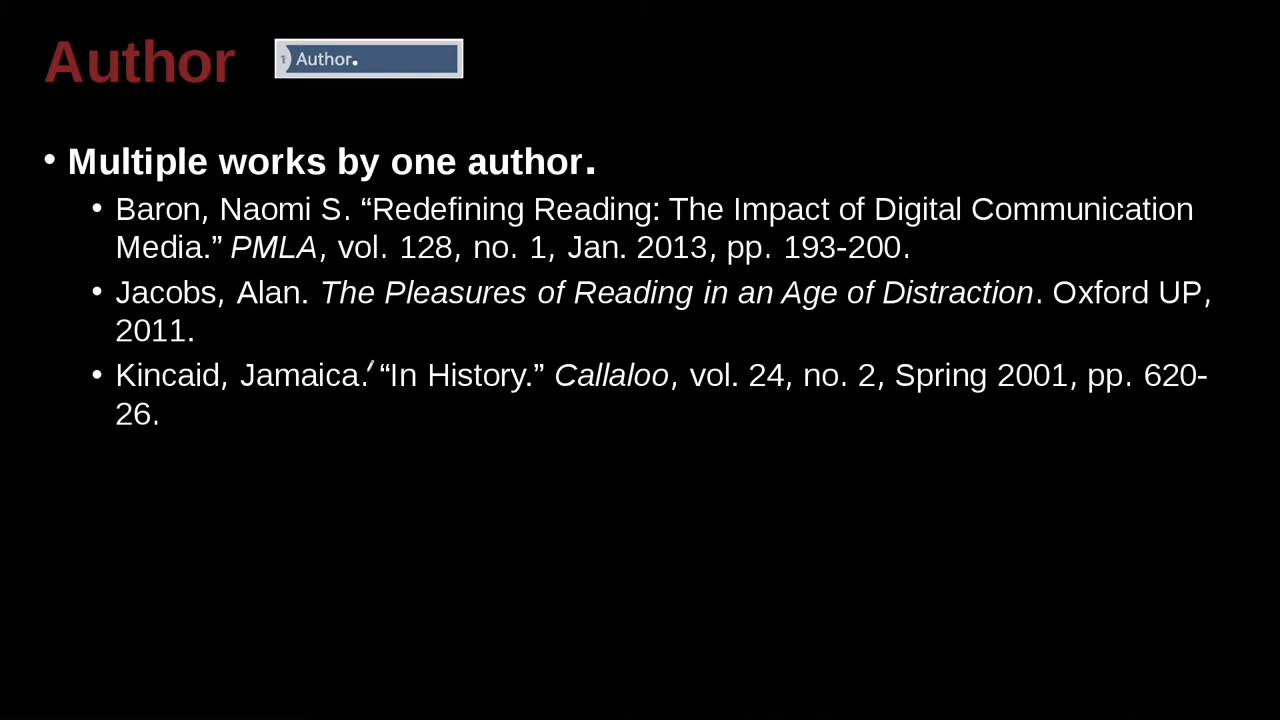 Author
1 Author.
• Multiple works by one author.
• Baron, Naomi S. “Redefining Reading: The Impact of Digital Communication
Media.” PMLA, vol. 128, no. 1, Jan. 2013, pp. 193-200.
• Jacobs, Alan. The Pleasures of Reading in an Age of Distraction. Oxford UP,
2011.
• Kincaid, Jamaica. “In History.” Callaloo, vol. 24, no. 2, Spring 2001, pp. 620-
26.